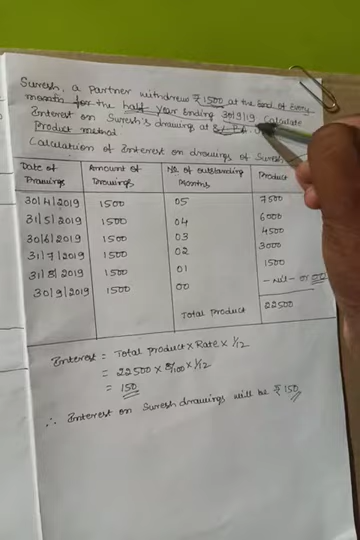 Suresh, a Partner withdrew ₹1500 at the End of Every
month for the half year Ending 30/9/19 Calculate
Interest on Suresh's drawings at
Product method.
Calculation of Interest on drawings of Suresh
Date of Drawings Amount of Drawings No. of outstanding months Product
30/4/2019 1500 05 7500
31/5/2019 1500 04 6000
30/6/2019 1500 03 4500
31/7/2019 1500 02 3000
31/8/2019 1500 01 1500
30/9/2019 1500 00 -nil- or 00
Total product 22500
Interest = Total product × Rate × 1/12
= 22500 × 8/100 × 1/12
= 150
∴ Interest on Suresh drawings will be ₹150